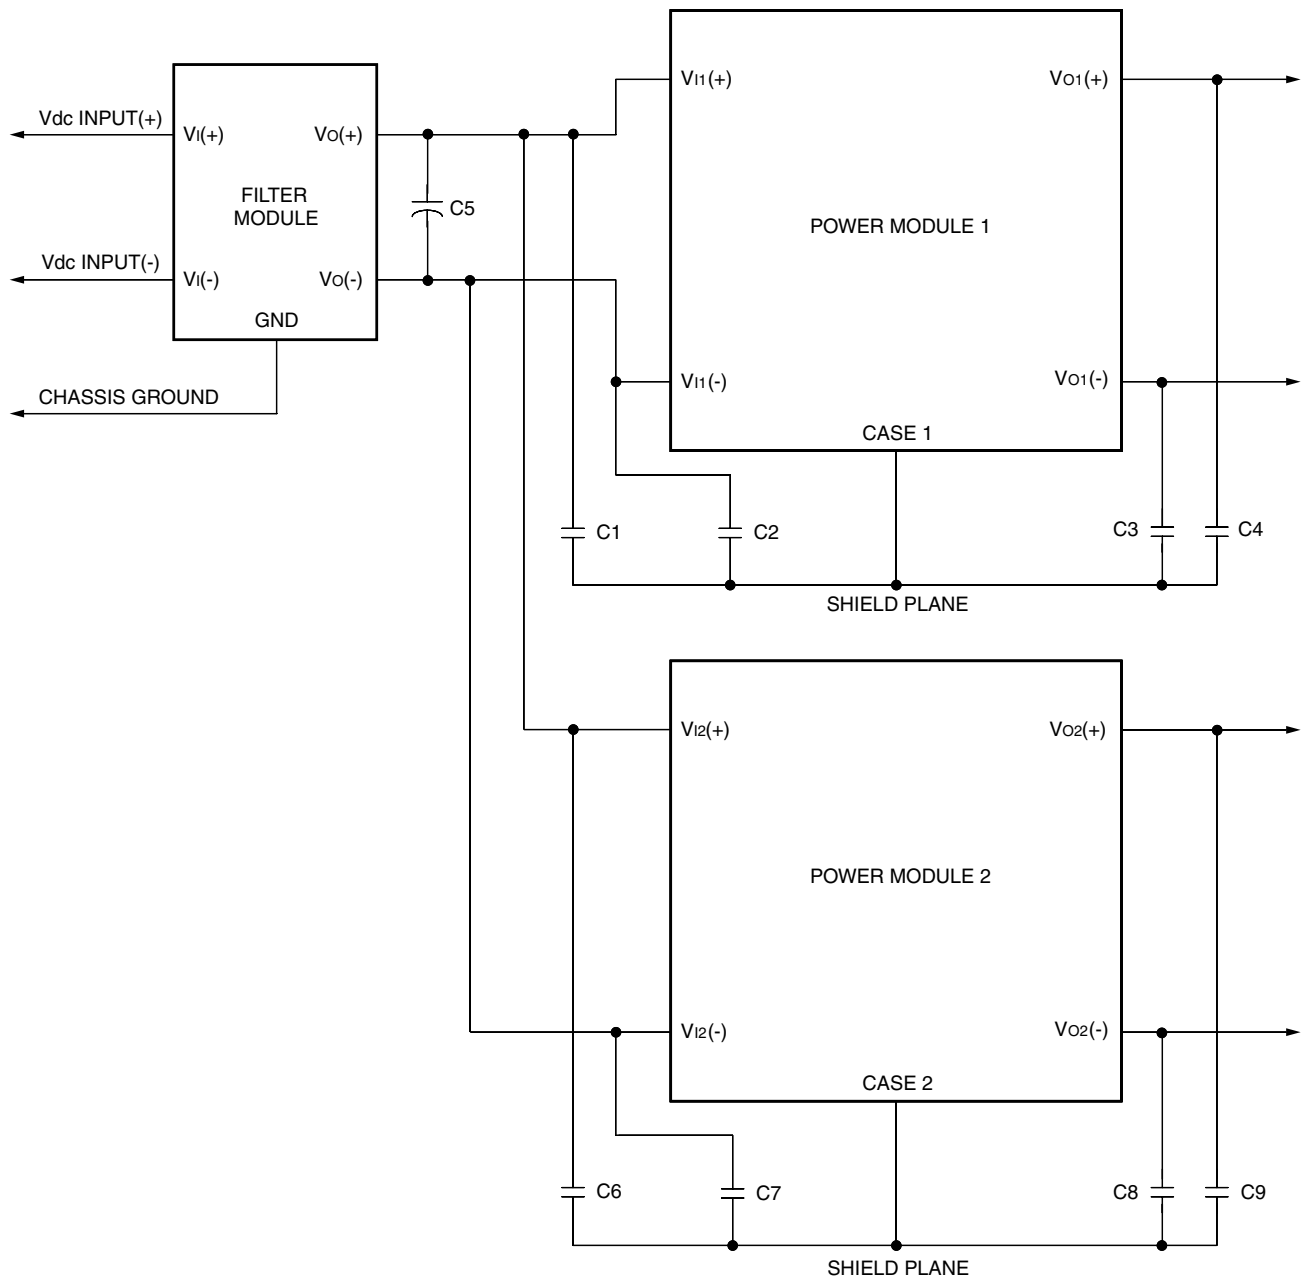 Vdc INPUT(+)
VI(+)
VO(+)
FILTER
MODULE
Vdc INPUT(-)
VI(-)
VO(-)
GND
CHASSIS GROUND
C5
VI1(+)
VO1(+)
POWER MODULE 1
VI1(-)
VO1(-)
CASE 1
C1
C2
C3
C4
SHIELD PLANE
VI2(+)
VO2(+)
POWER MODULE 2
VI2(-)
VO2(-)
CASE 2
C6
C7
C8
C9
SHIELD PLANE